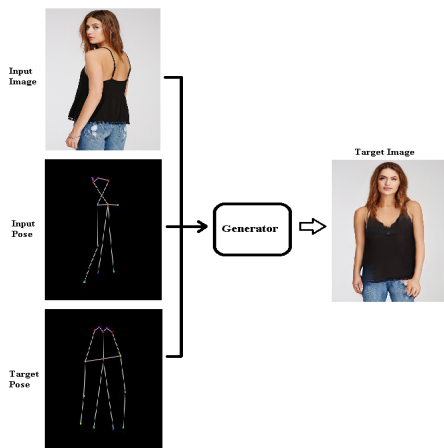 Input
Image
Input
Pose
Target
Pose
Generator
Target Image